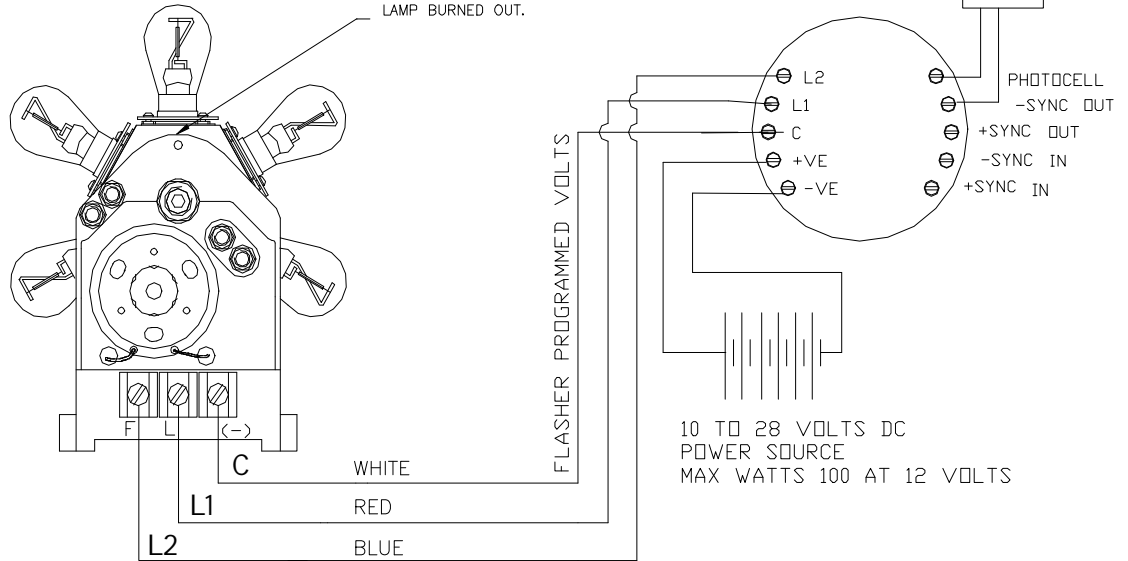 LAMP BURNED OUT.
L2
L1
C
+VE
-VE
PHOTOCELL
-SYNC OUT
+SYNC OUT
-SYNC IN
+SYNC IN
FLASHER PROGRAMMED VOLTS
10 TO 28 VOLTS DC
POWER SOURCE
MAX WATTS 100 AT 12 VOLTS
F L (-)
C WHITE
L1 RED
L2 BLUE